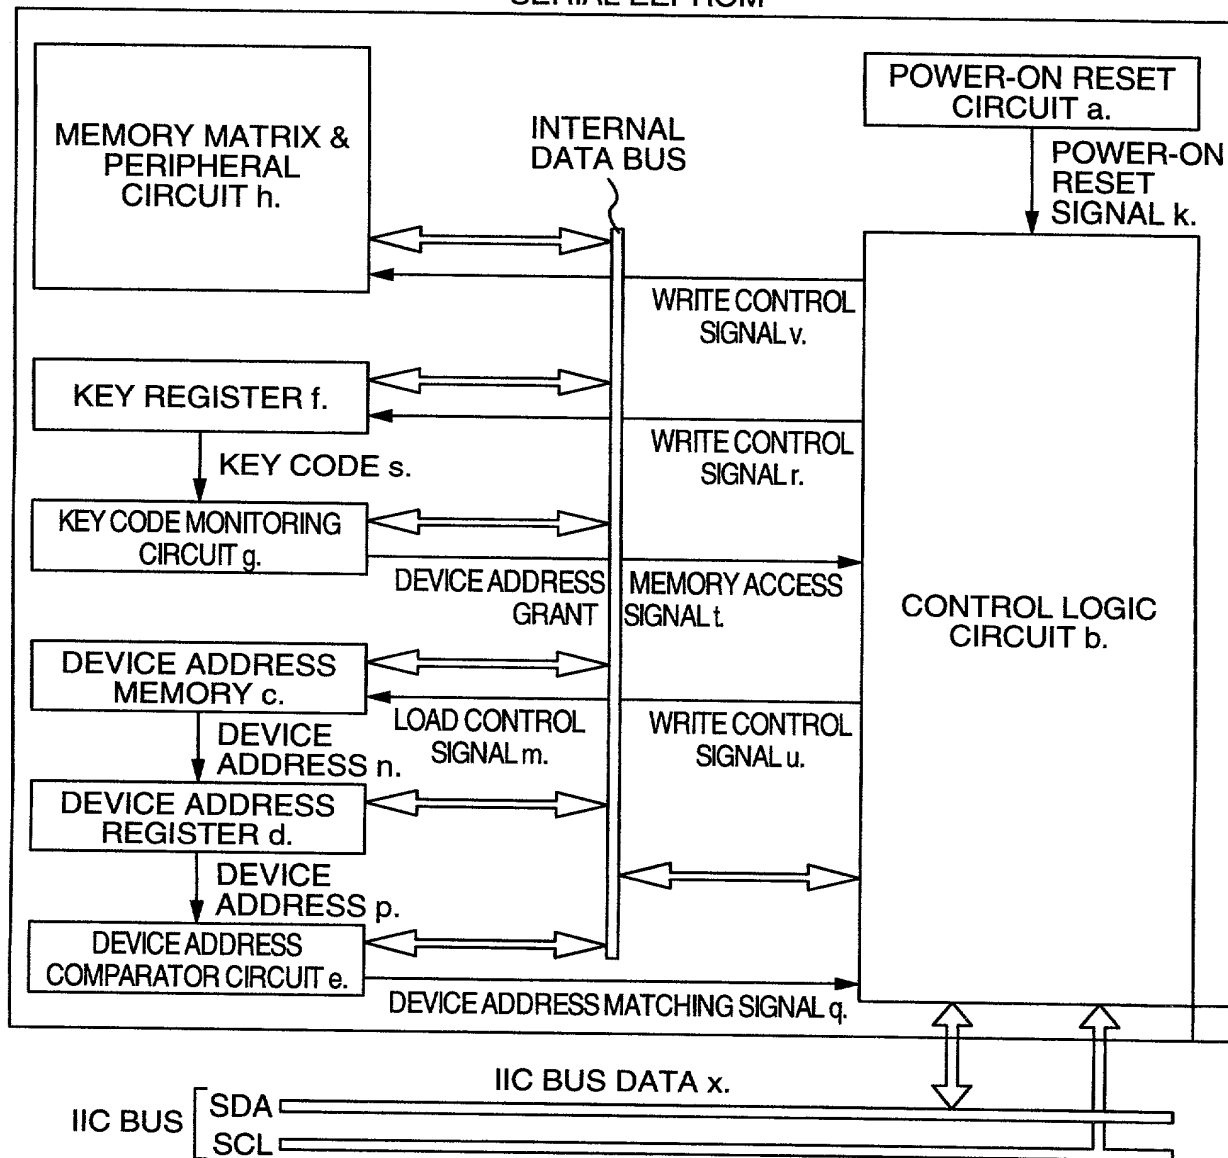 SERIAL EEPROM
MEMORY MATRIX &
PERIPHERAL
CIRCUIT h.
INTERNAL
DATA BUS
POWER-ON RESET
CIRCUIT a.
POWER-ON
RESET
SIGNAL k.
WRITE CONTROL
SIGNAL v.
KEY REGISTER f.
WRITE CONTROL
SIGNAL r.
KEY CODE s.
KEY CODE MONITORING
CIRCUIT g.
DEVICE ADDRESS
GRANT
MEMORY ACCESS
SIGNAL t.
CONTROL LOGIC
CIRCUIT b.
DEVICE ADDRESS
MEMORY c.
LOAD CONTROL
SIGNAL m.
WRITE CONTROL
SIGNAL u.
DEVICE
ADDRESS n.
DEVICE ADDRESS
REGISTER d.
DEVICE
ADDRESS p.
DEVICE ADDRESS
COMPARATOR CIRCUIT e.
DEVICE ADDRESS MATCHING SIGNAL q.
IIC BUS DATA x.
IIC BUS
SDA
SCL